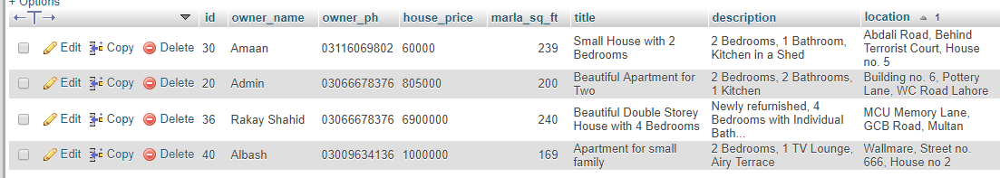 + Options
←T→ id owner_name owner_ph house_price marla_sq_ft title description location 1
Edit Copy Delete 30 Amaan 03116069802 60000 239 Small House with 2
Bedrooms
2 Bedrooms, 1 Bathroom,
Kitchen in a Shed
Abdali Road, Behind
Terrorist Court, House
no. 5
Edit Copy Delete 20 Admin 03066678376 805000 200 Beautiful Apartment for
Two
2 Bedrooms, 2 Bathrooms,
1 Kitchen
Building no. 6, Pottery
Lane, WC Road Lahore
Edit Copy Delete 36 Rakay Shahid 03066678376 6900000 240 Beautiful Double Storey
House with 4 Bedrooms
Newly refurnished, 4
Bedrooms with Individual
Bath...
MCU Memory Lane,
GCB Road, Multan
Edit Copy Delete 40 Albash 03009634136 1000000 169 Apartment for small
family
2 Bedrooms, 1 TV Lounge,
Airy Terrace
Wallmare, Street no.
666, House no 2